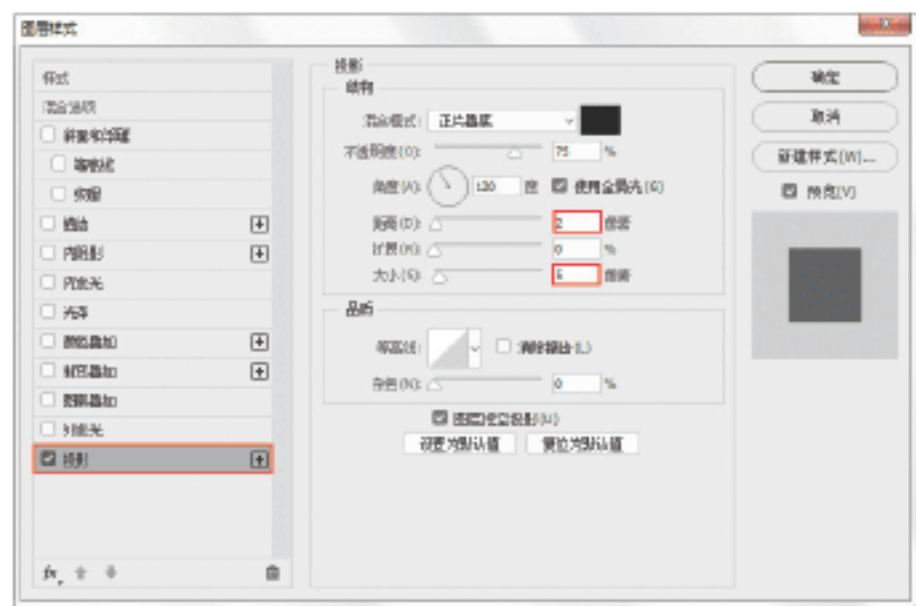 图层样式
样式
混合选项
斜面和浮雕
等高线
纹理
描边
内阴影
内发光
光泽
颜色叠加
渐变叠加
图案叠加
外发光
投影
fx
投影
结构
混合模式: 正片叠底
不透明度(O): 75 %
角度(A): 120 度 使用全局光(G)
距离(D): 2 像素
扩展(R): 0 %
大小(S): 像素
品质
等高线: 消除锯齿(L)
杂色(N): 0 %
图层挖空投影(U)
设置为默认值 复位为默认值
确定
取消
新建样式(W)...
预览(V)